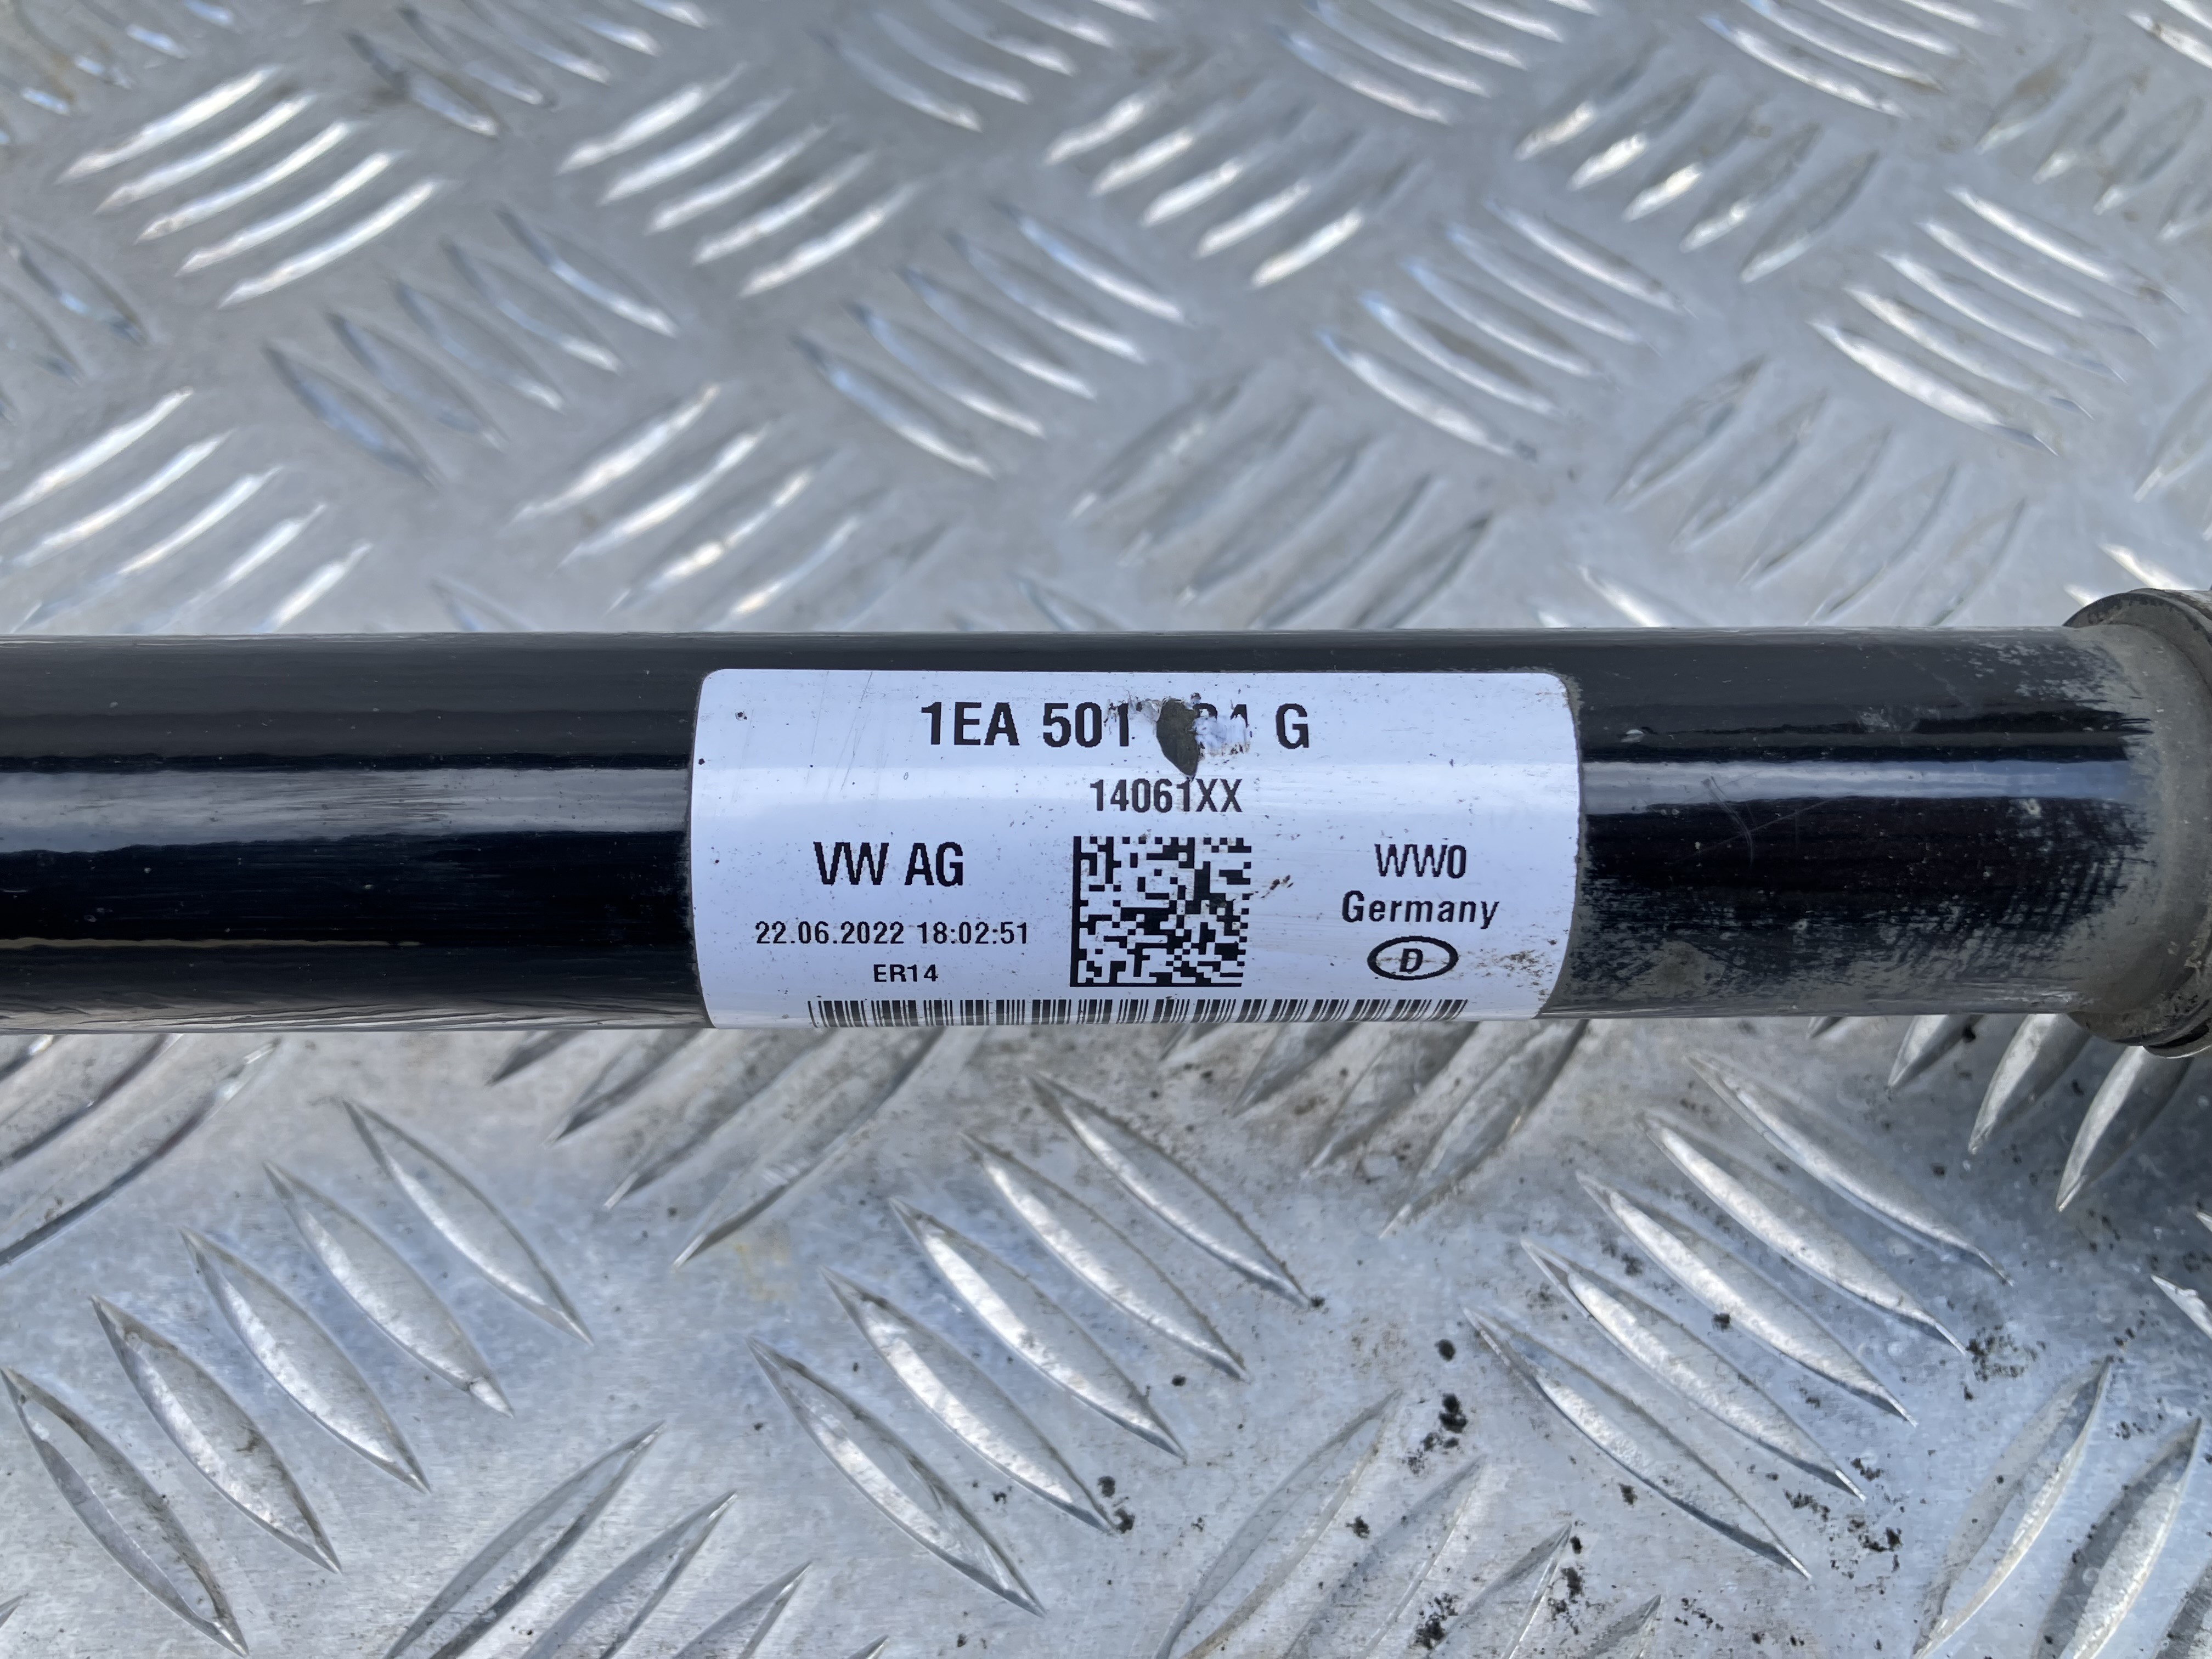 1EA 501 G
14061XX
VW AG
22.06.2022 18:02:51
ER14
WW0
Germany
D